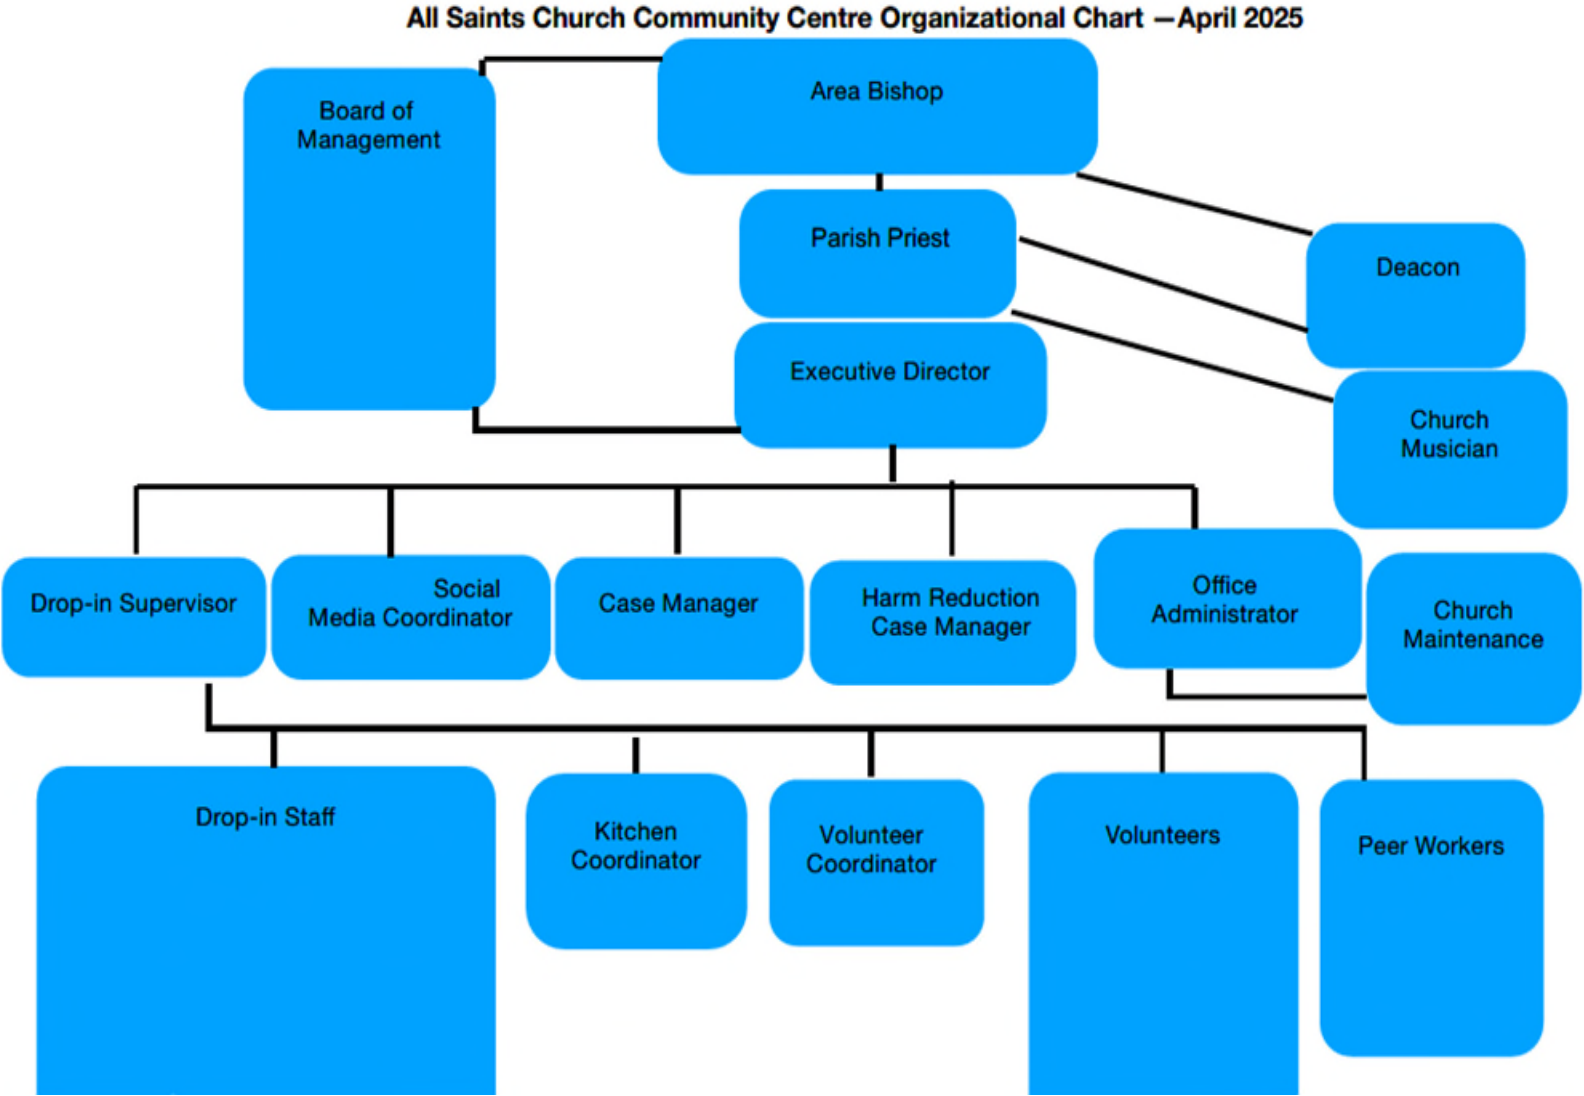 All Saints Church Community Centre Organizational Chart —April 2025
Area Bishop
Board of
Management
Parish Priest
Deacon
Executive Director
Church
Musician
Drop-in Supervisor
Social
Media Coordinator
Case Manager
Harm Reduction
Case Manager
Office
Administrator
Church
Maintenance
Drop-in Staff
Kitchen
Coordinator
Volunteer
Coordinator
Volunteers
Peer Workers